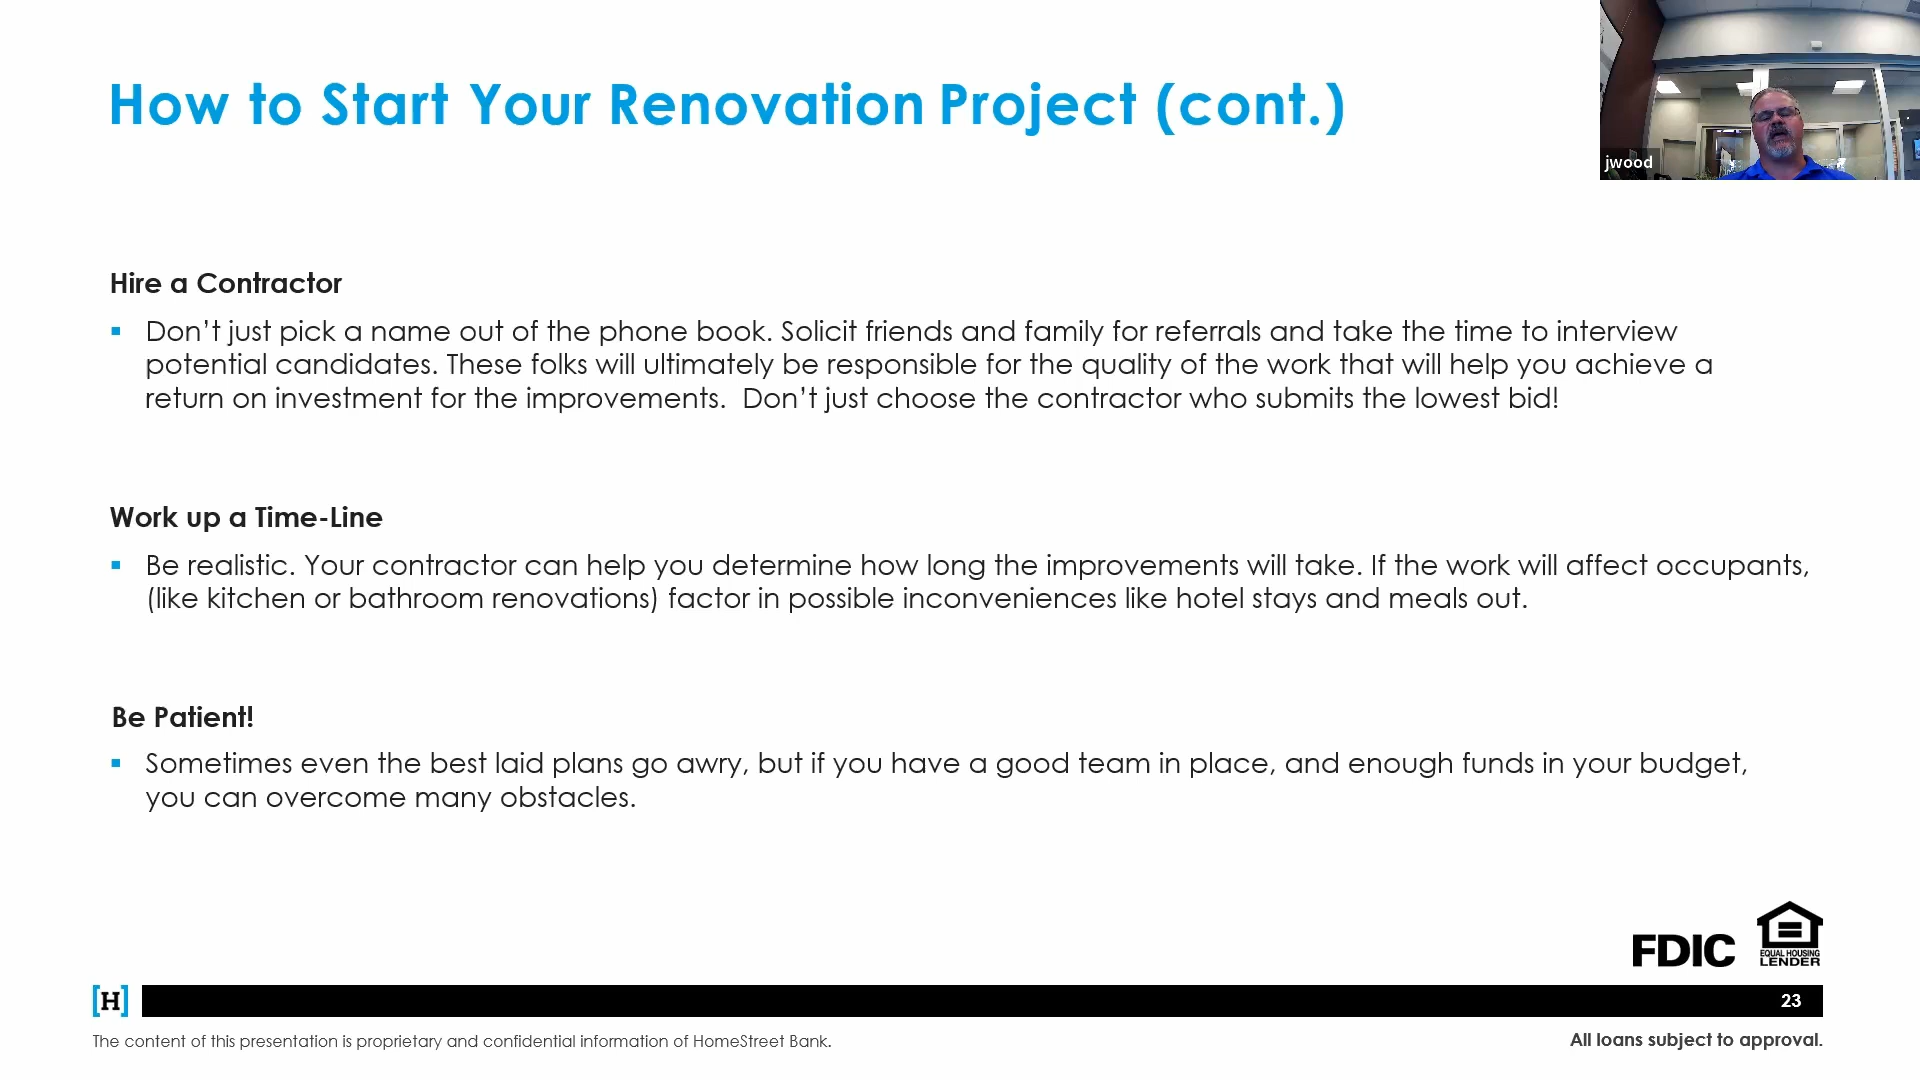 How to Start Your Renovation Project (cont.)
jwood
Hire a Contractor
▪ Don’t just pick a name out of the phone book. Solicit friends and family for referrals and take the time to interview
potential candidates. These folks will ultimately be responsible for the quality of the work that will help you achieve a
return on investment for the improvements.  Don’t just choose the contractor who submits the lowest bid!
Work up a Time-Line
▪ Be realistic. Your contractor can help you determine how long the improvements will take. If the work will affect occupants,
(like kitchen or bathroom renovations) factor in possible inconveniences like hotel stays and meals out.
Be Patient!
▪ Sometimes even the best laid plans go awry, but if you have a good team in place, and enough funds in your budget,
you can overcome many obstacles.
FDIC
EQUAL HOUSING
LENDER
[H]
23
The content of this presentation is proprietary and confidential information of HomeStreet Bank.
All loans subject to approval.